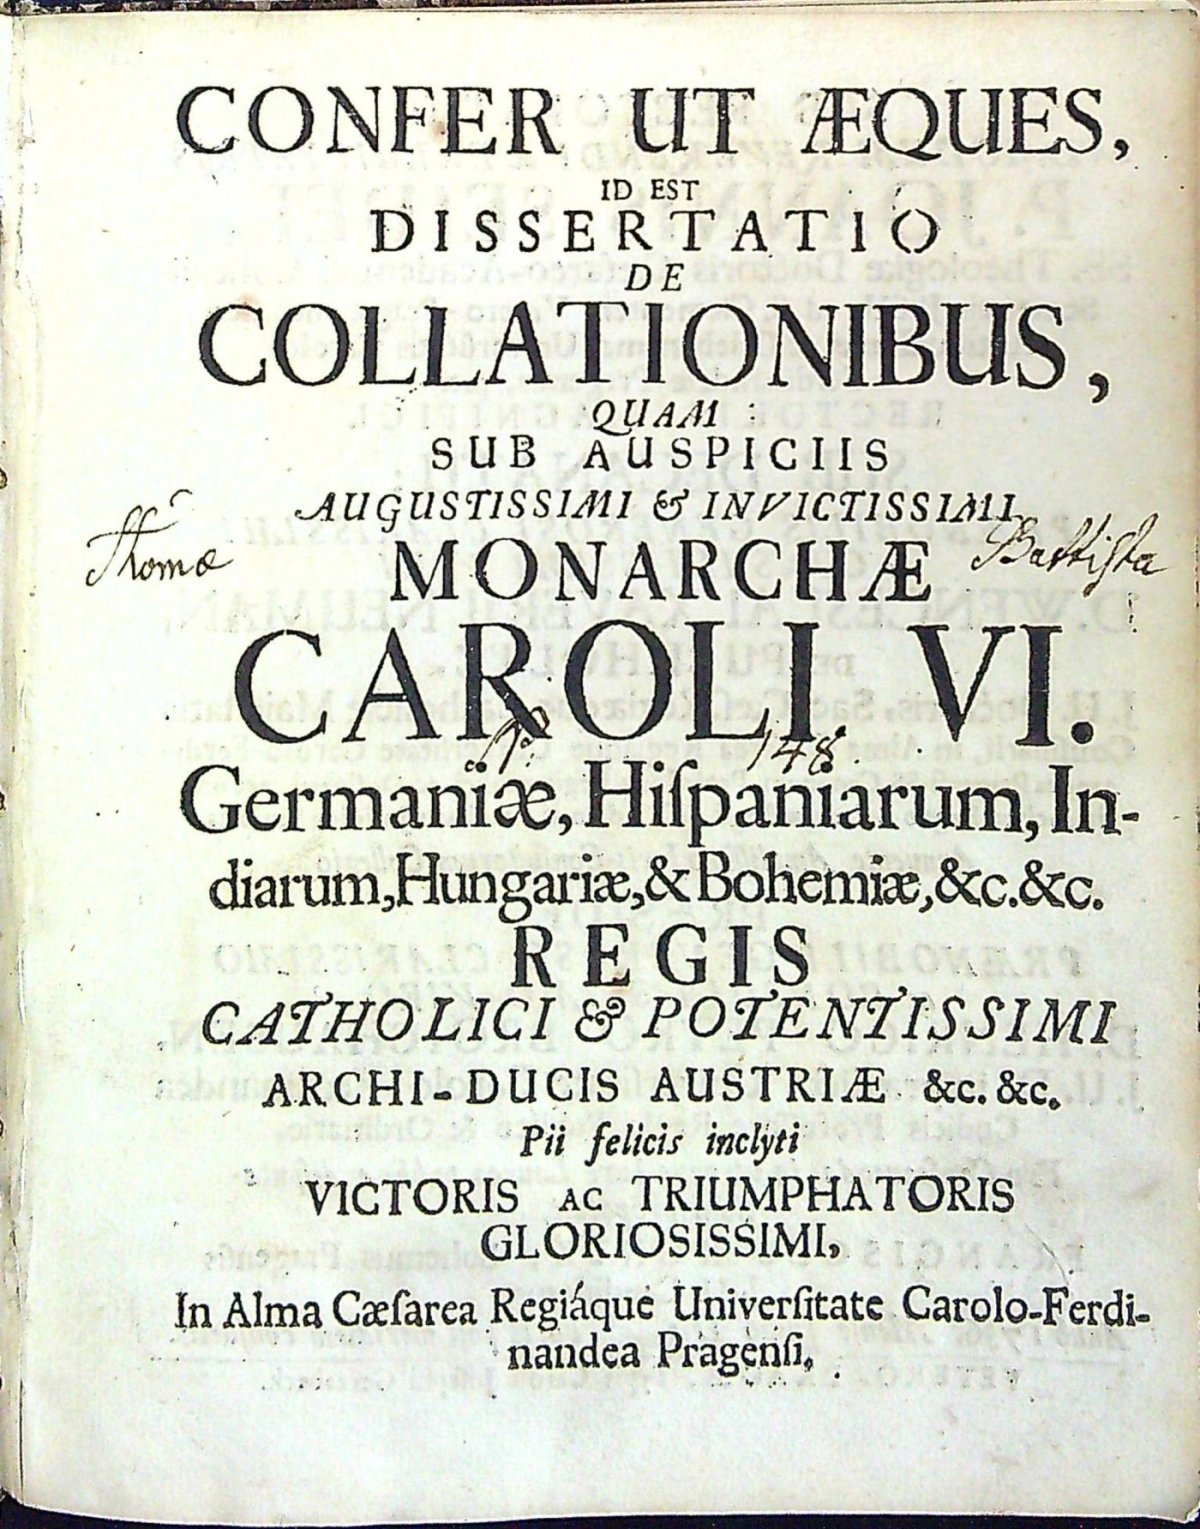 CONFER UT ÆQUES,
ID EST
DISSERTATIO
DE
COLLATIONIBUS,
QUAM
SUB AUSPICIIS
AUGUSTISSIMI & INVICTISSIMI
Thomæ
Battista
MONARCHÆ
CAROLI VI.
148.
Germaniæ, Hiſpaniarum, In-
diarum, Hungariæ, & Bohemiæ, &c. &c.
REGIS
CATHOLICI & POTENTISSIMI
ARCHI-DUCIS AUSTRIÆ &c. &c.
Pii felicis inclyti
VICTORIS AC TRIUMPHATORIS
GLORIOSISSIMI,
In Alma Cæſarea Regiáque Univerſitate Carolo-Ferdi-
nandea Pragenſi,